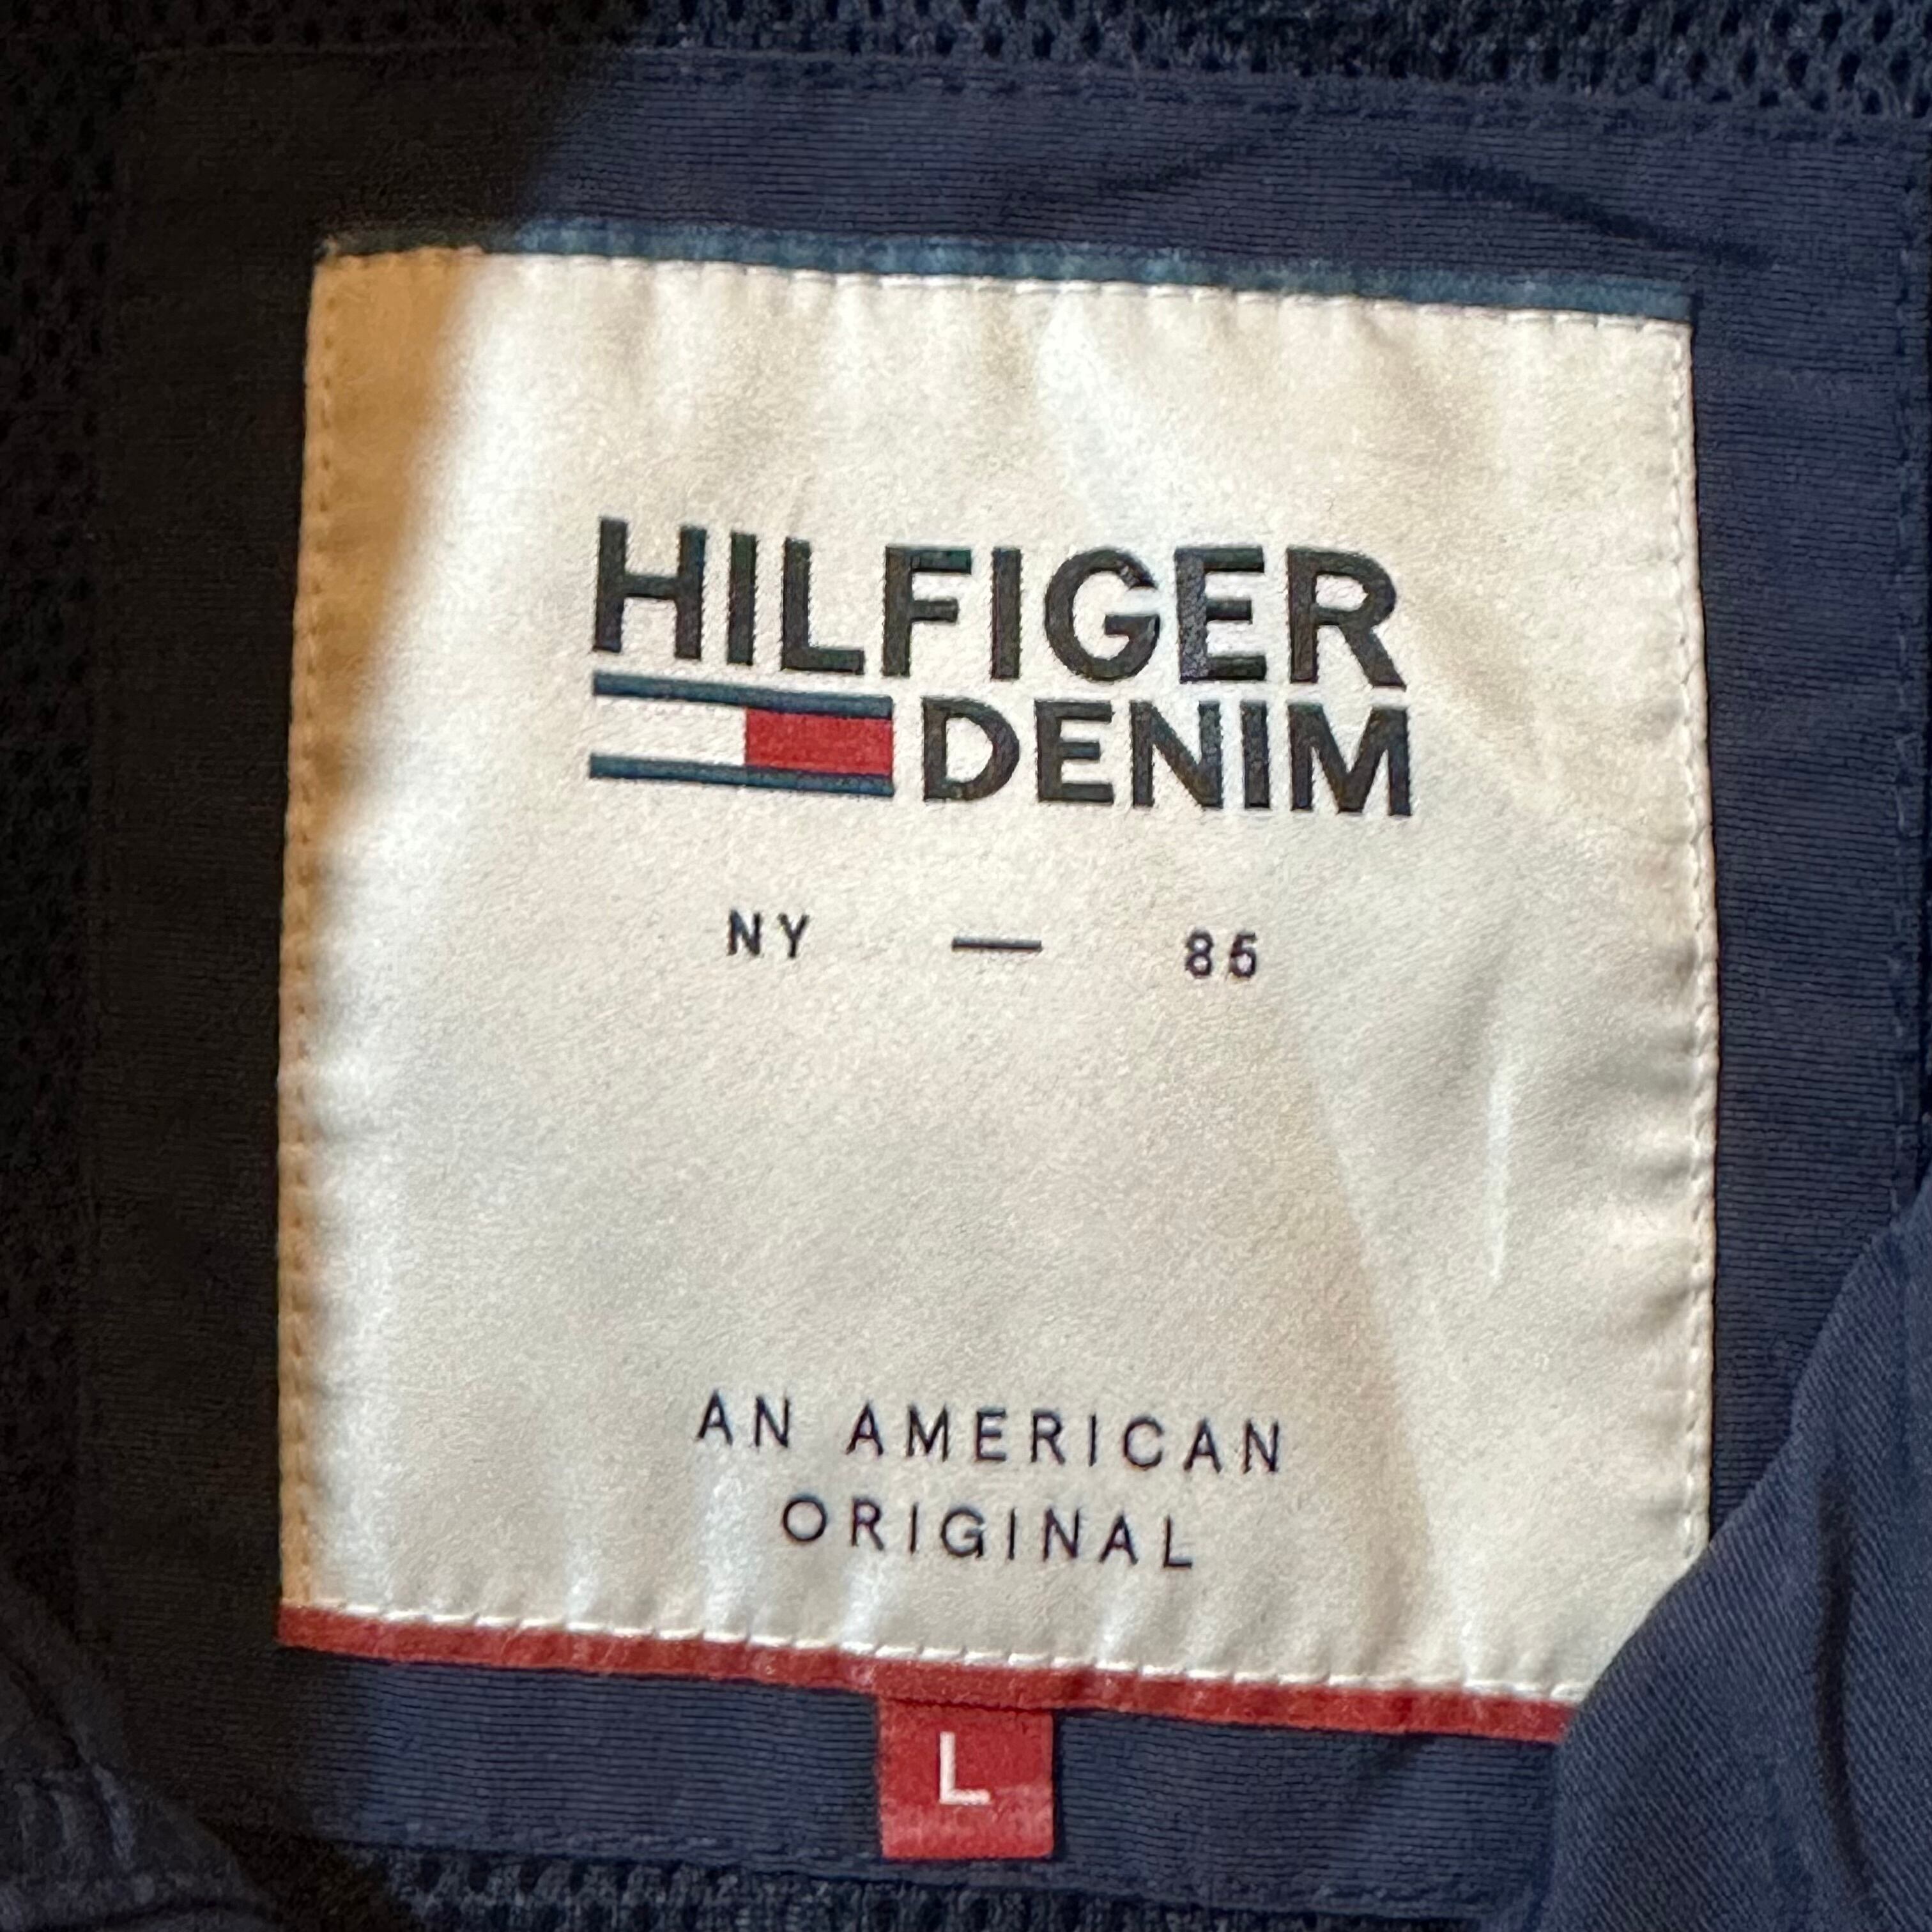 HILFIGER
DENIM
NY — 85
AN AMERICAN
ORIGINAL
L